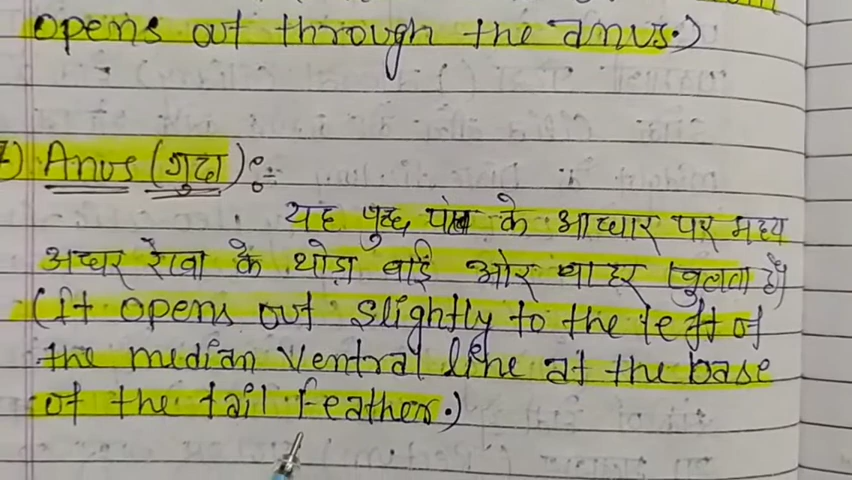 opens out through the anus.)
7) Anus (गुदा) :-
यह पुच्छ पंख के आधार पर मध्य
अधर रेखा के थोड़ा बाईं ओर बाहर खुलता है।
(It opens out slightly to the left of
the median ventral line at the base
of the tail feather.)